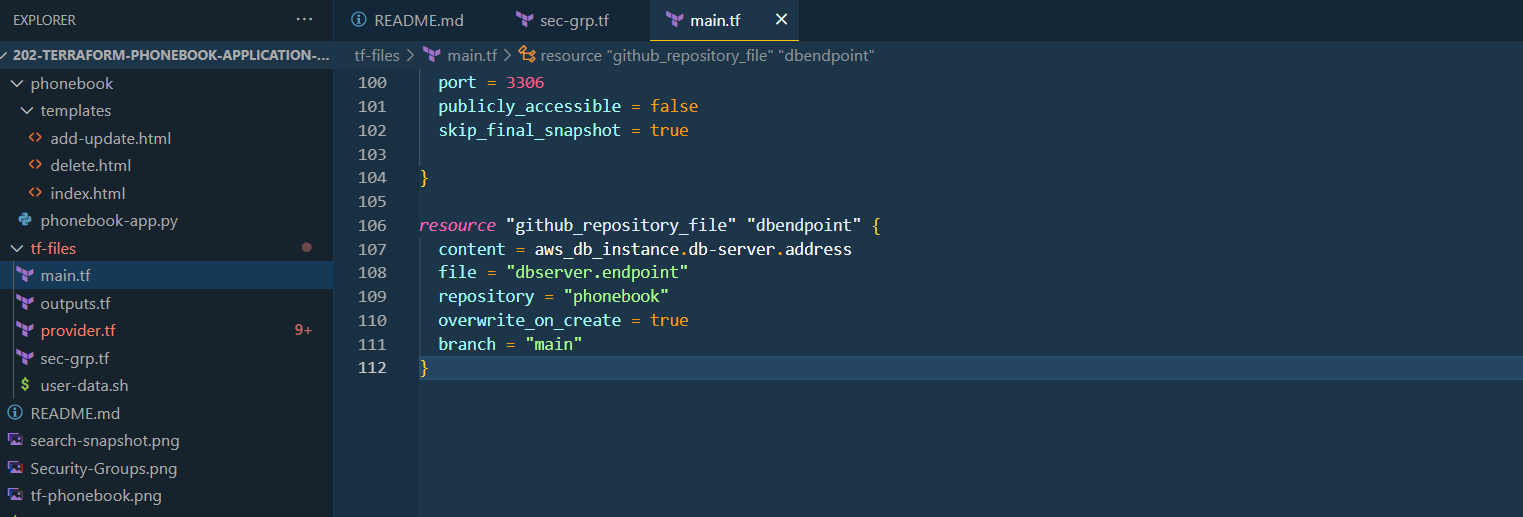 EXPLORER
···
README.md
sec-grp.tf
main.tf
202-TERRAFORM-PHONEBOOK-APPLICATION-...
tf-files > main.tf > resource "github_repository_file" "dbendpoint"
phonebook
templates
add-update.html
delete.html
index.html
phonebook-app.py
tf-files
main.tf
outputs.tf
provider.tf 9+
sec-grp.tf
user-data.sh
README.md
search-snapshot.png
Security-Groups.png
tf-phonebook.png
100 port = 3306
101 publicly_accessible = false
102 skip_final_snapshot = true
103
104 }
105
106 resource "github_repository_file" "dbendpoint" {
107 content = aws_db_instance.db-server.address
108 file = "dbserver.endpoint"
109 repository = "phonebook"
110 overwrite_on_create = true
111 branch = "main"
112 }